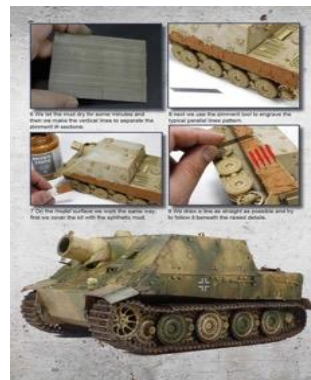 6 We let the mud dry for some minutes and
then we make the vertical lines to separate the
zimmerit in sections.
8 next we use the zimmerit tool to engrave the
typical parallel lines pattern.
7 On the model surface we work the same way,
first we cover the kit with the synthetic mud.
9 We draw a line as straight as possible and try
to follow it beneath the raised details.